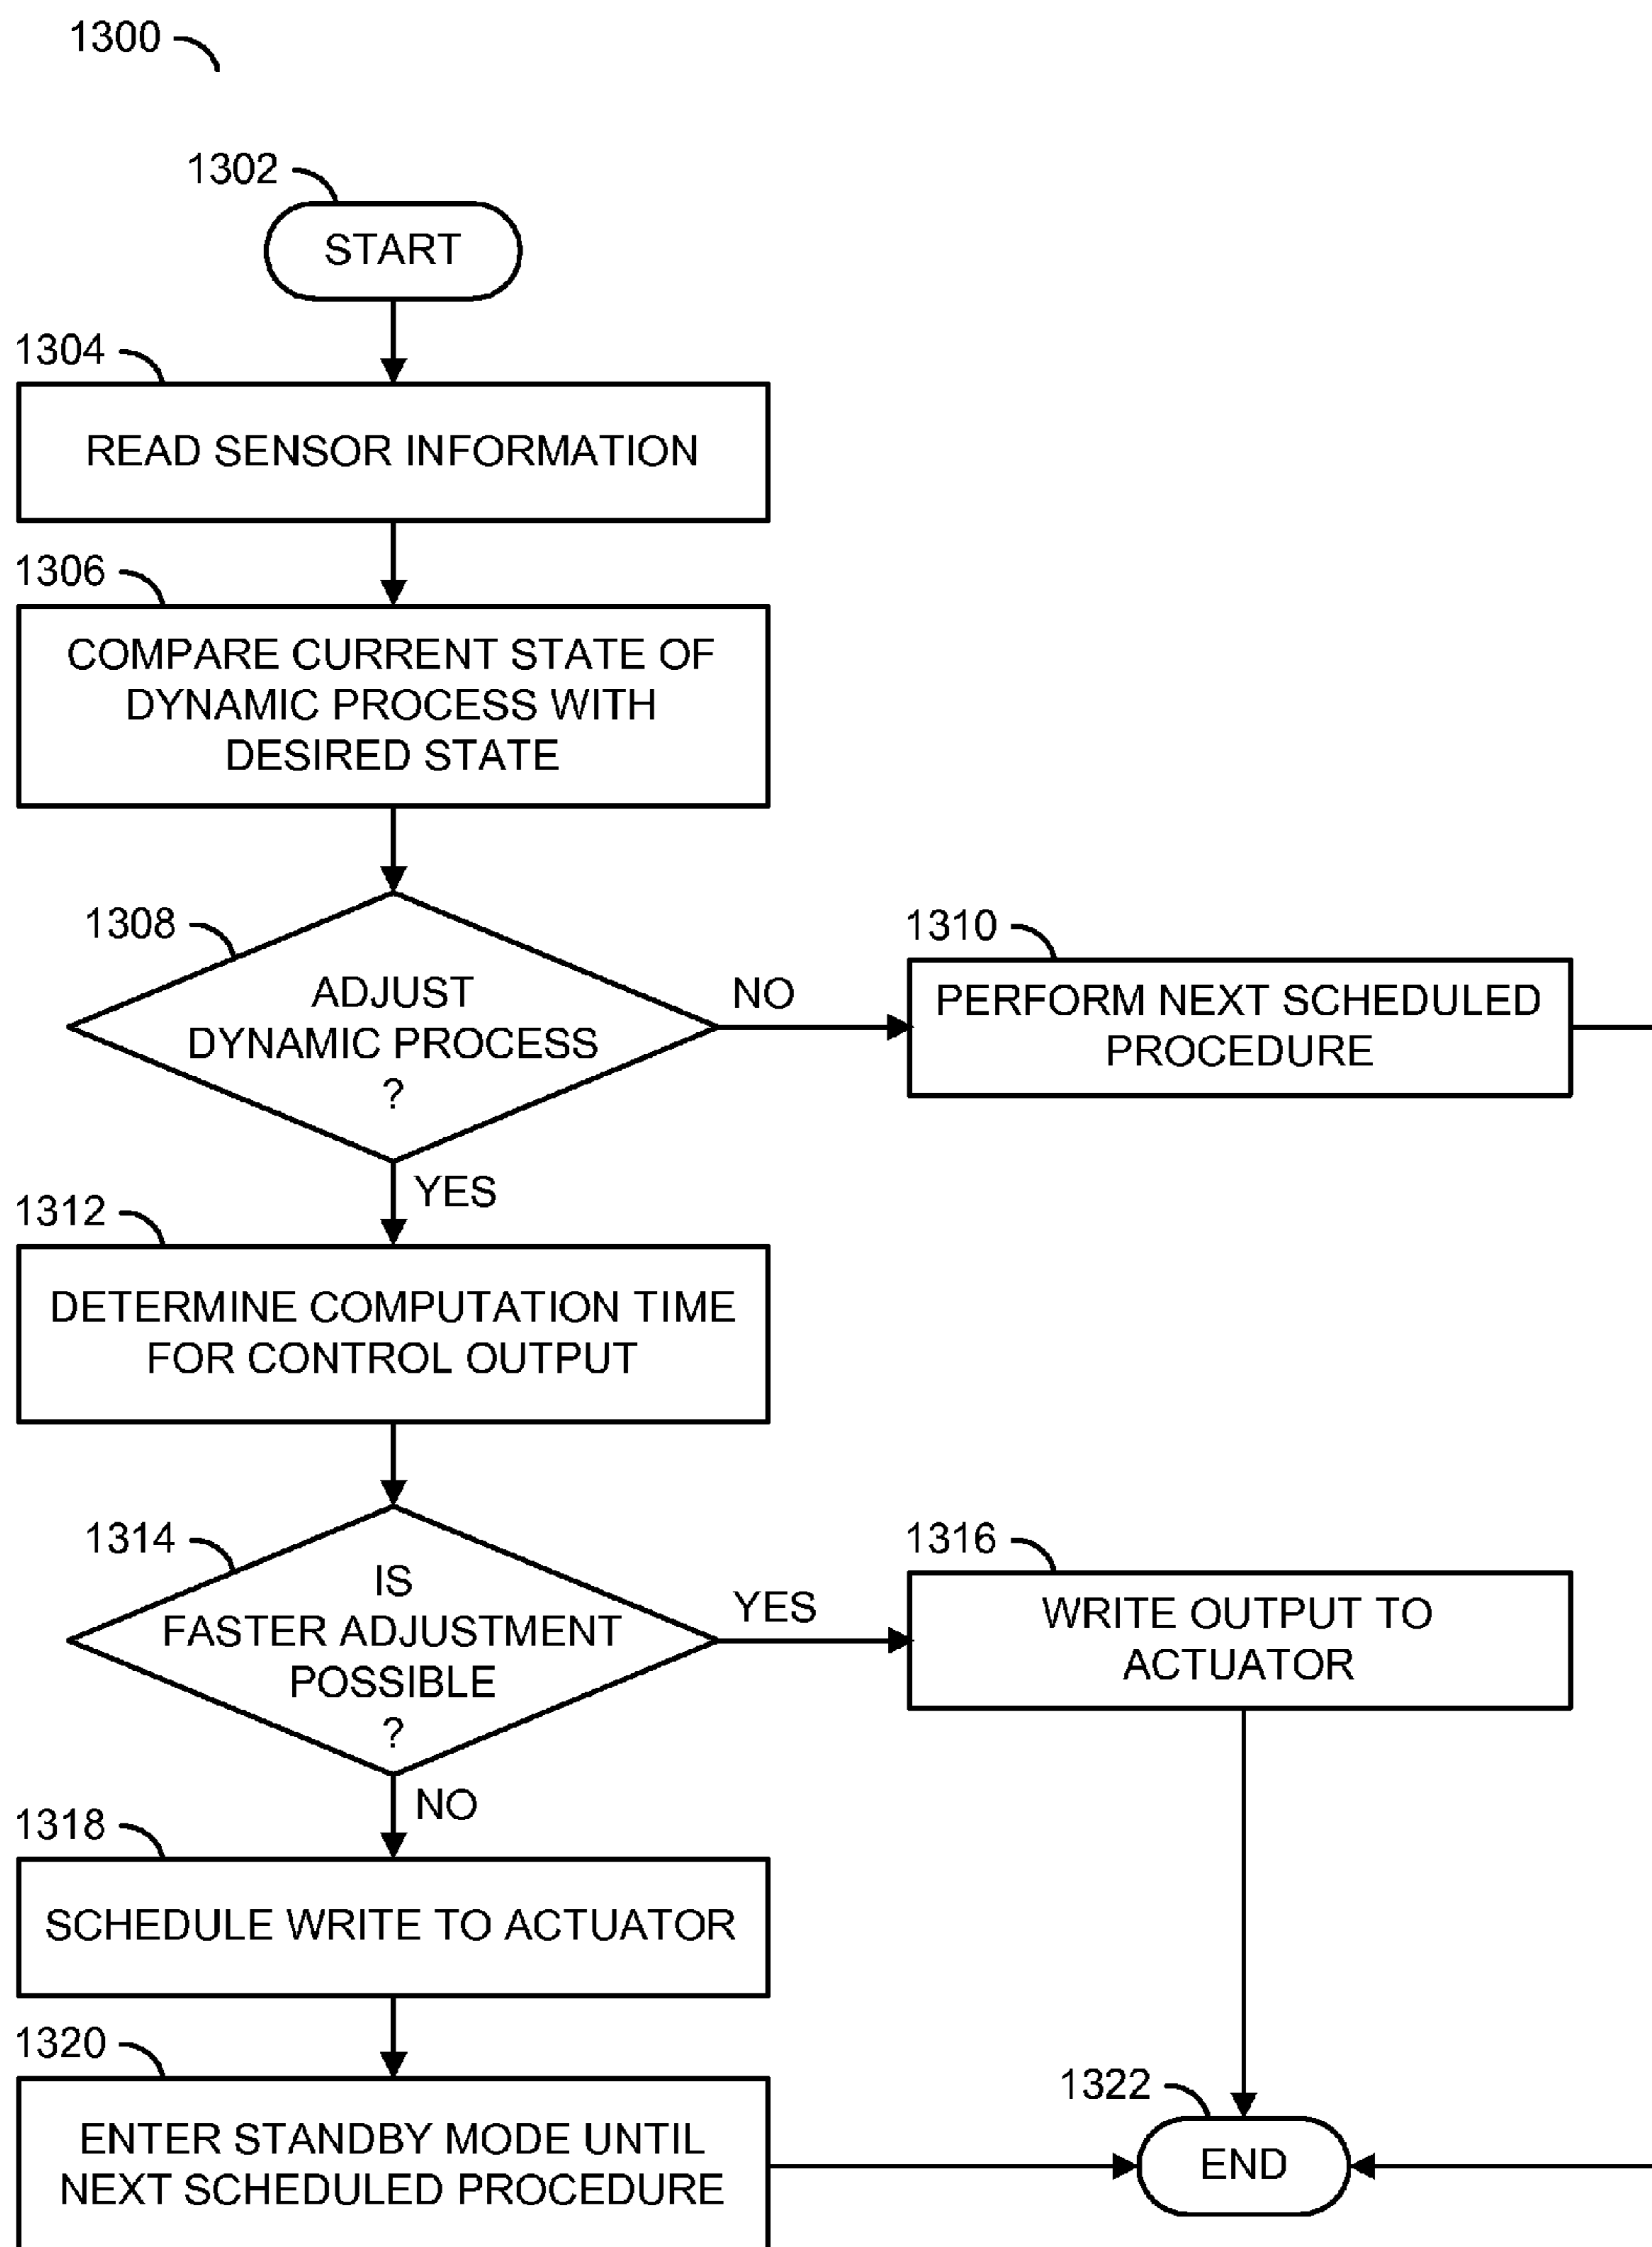 1300
1302
START
1304
READ SENSOR INFORMATION
1306
COMPARE CURRENT STATE OF
DYNAMIC PROCESS WITH
DESIRED STATE
1308
ADJUST
DYNAMIC PROCESS
?
NO
1310
PERFORM NEXT SCHEDULED
PROCEDURE
YES
1312
DETERMINE COMPUTATION TIME
FOR CONTROL OUTPUT
1314
IS
FASTER ADJUSTMENT
POSSIBLE
?
YES
1316
WRITE OUTPUT TO
ACTUATOR
NO
1318
SCHEDULE WRITE TO ACTUATOR
1320
ENTER STANDBY MODE UNTIL
NEXT SCHEDULED PROCEDURE
1322
END